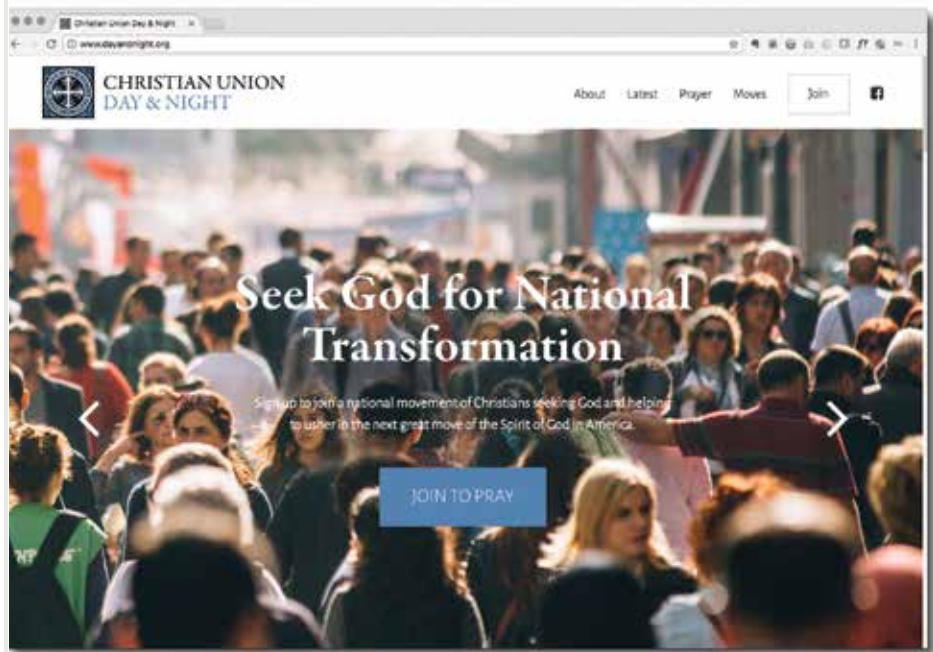 Christian Union Day & Night
www.dayandnight.org
CHRISTIAN UNION
DAY & NIGHT
About Latest Prayer Moves Join
Seek God for National
Transformation
Sign up to join a national movement of Christians seeking God and helping
to usher in the next great move of the Spirit of God in America.
JOIN TO PRAY